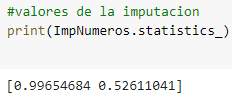 #valores de la imputacion
print(ImpNumeros.statistics_)
[0.99654684 0.52611041]